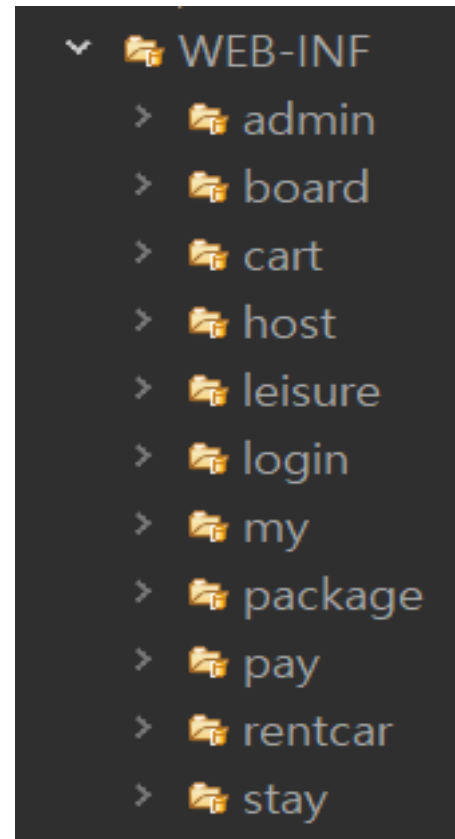 WEB-INF
admin
board
cart
host
leisure
login
my
package
pay
rentcar
stay